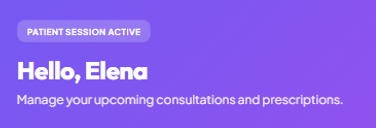 PATIENT SESSION ACTIVE
Hello, Elena
Manage your upcoming consultations and prescriptions.